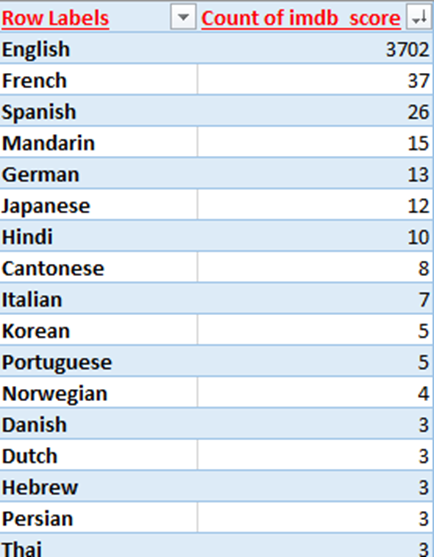 Row Labels Count of imdb_score
English 3702
French 37
Spanish 26
Mandarin 15
German 13
Japanese 12
Hindi 10
Cantonese 8
Italian 7
Korean 5
Portuguese 5
Norwegian 4
Danish 3
Dutch 3
Hebrew 3
Persian 3
Thai 3